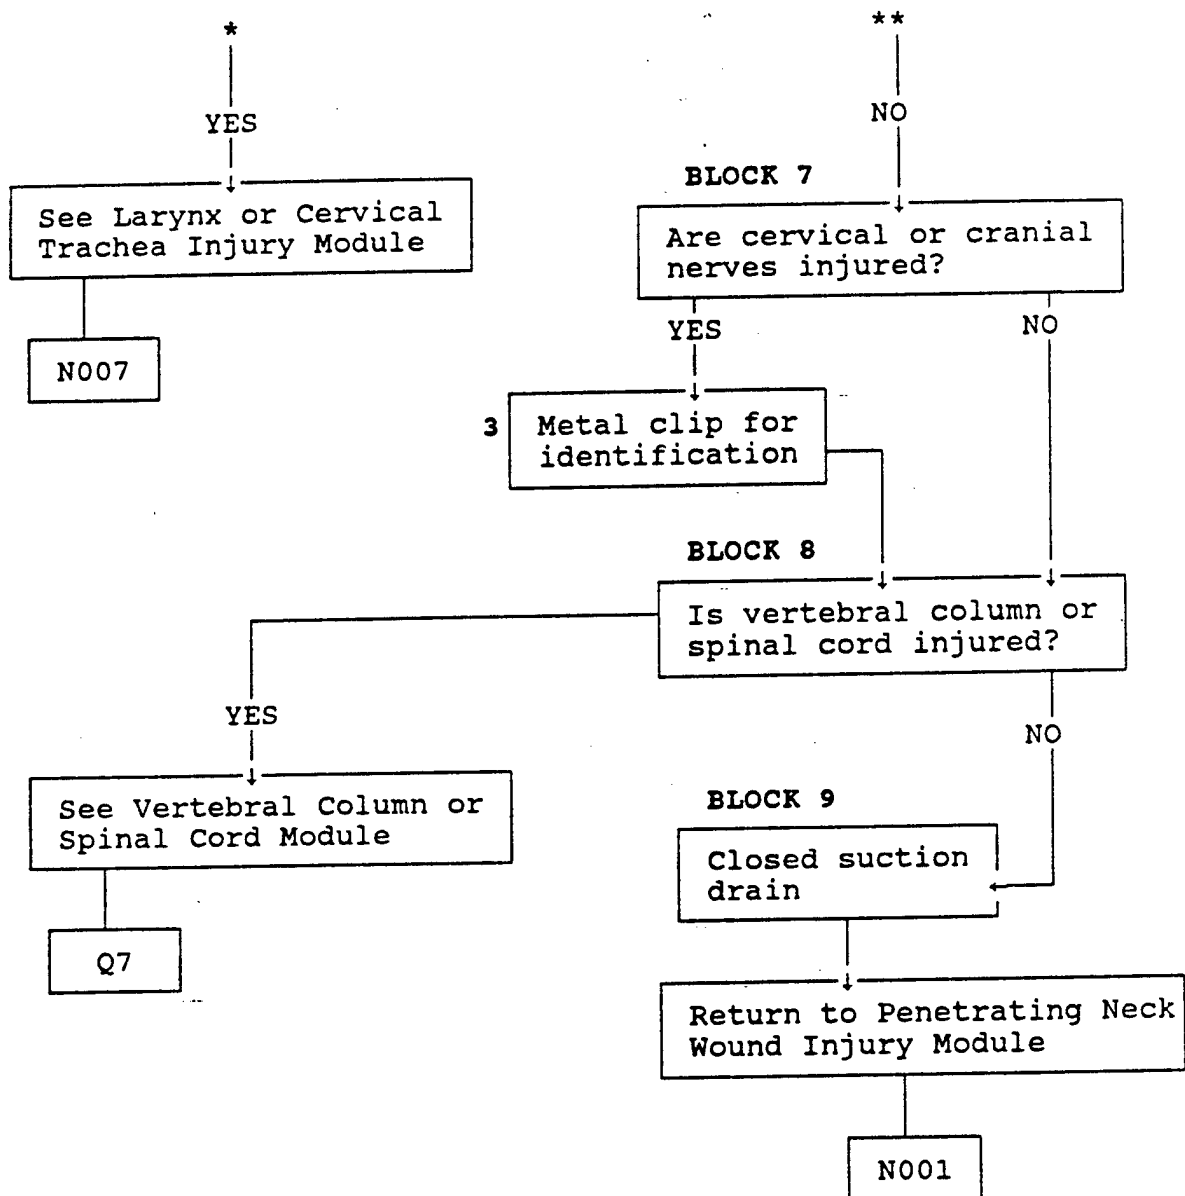 *
**
YES
NO
BLOCK 7
See Larynx or Cervical
Trachea Injury Module
Are cervical or cranial
nerves injured?
N007
YES
NO
3
Metal clip for
identification
BLOCK 8
Is vertebral column or
spinal cord injured?
YES
NO
See Vertebral Column or
Spinal Cord Module
BLOCK 9
Closed suction
drain
Q7
Return to Penetrating Neck
Wound Injury Module
N001